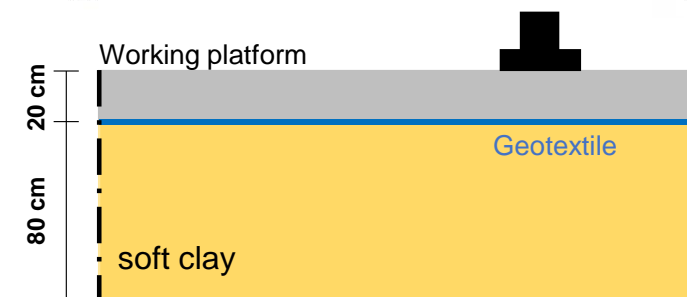 Working platform
20 cm
Geotextile
80 cm
soft clay